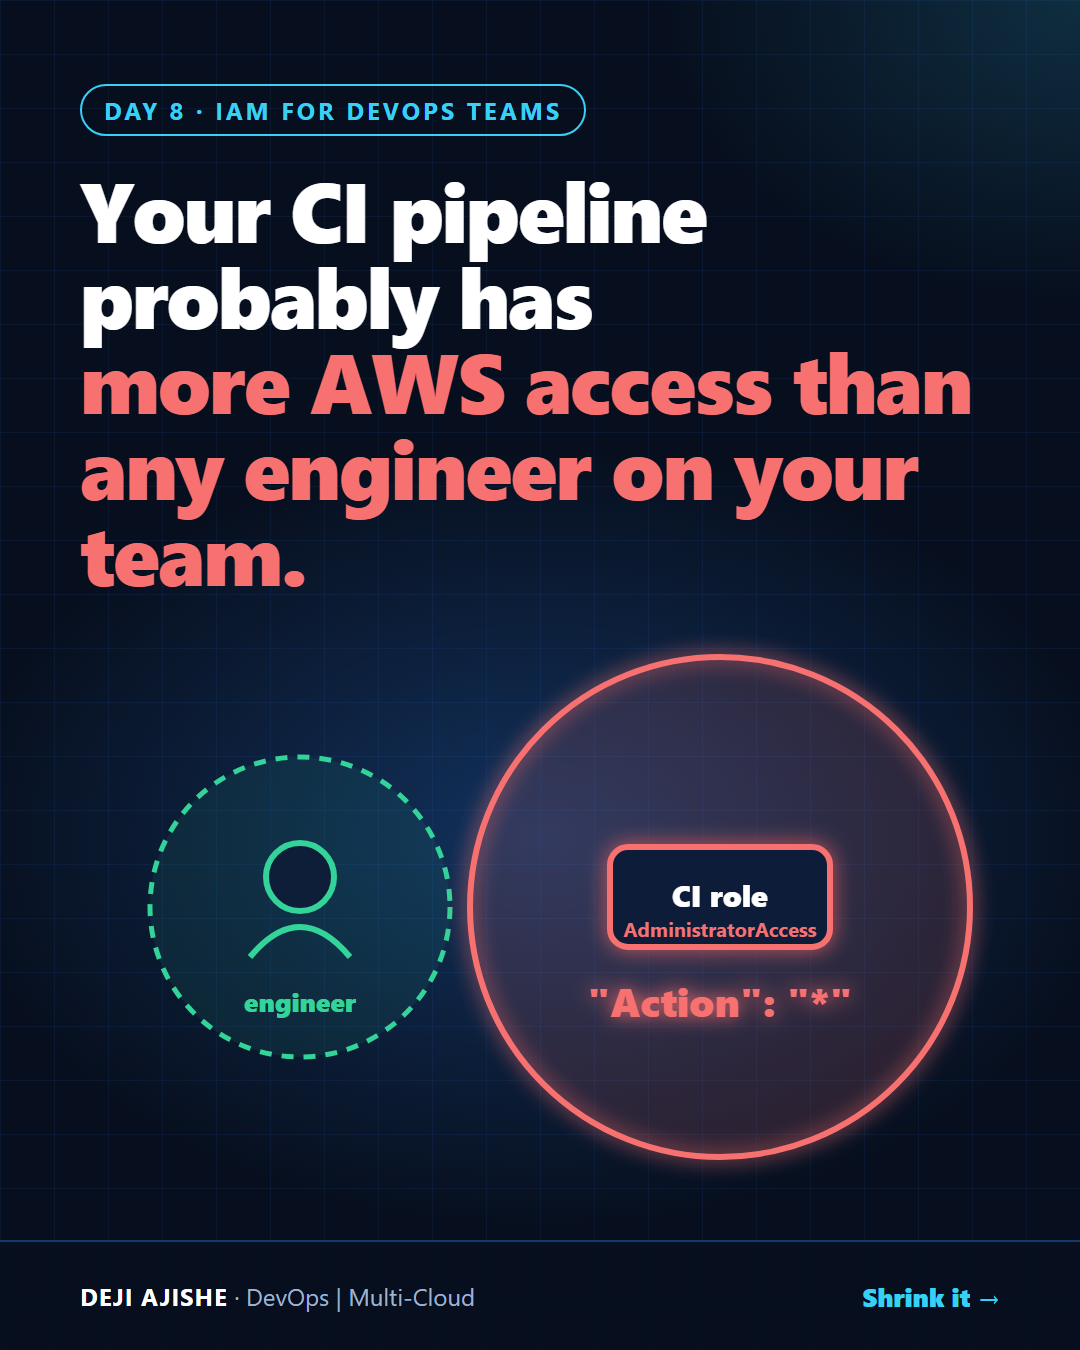 DAY 8 · IAM FOR DEVOPS TEAMS
Your CI pipeline
probably has
more AWS access than
any engineer on your
team.
engineer
CI role
AdministratorAccess
"Action": "*"
DEJI AJISHE · DevOps | Multi-Cloud
Shrink it →